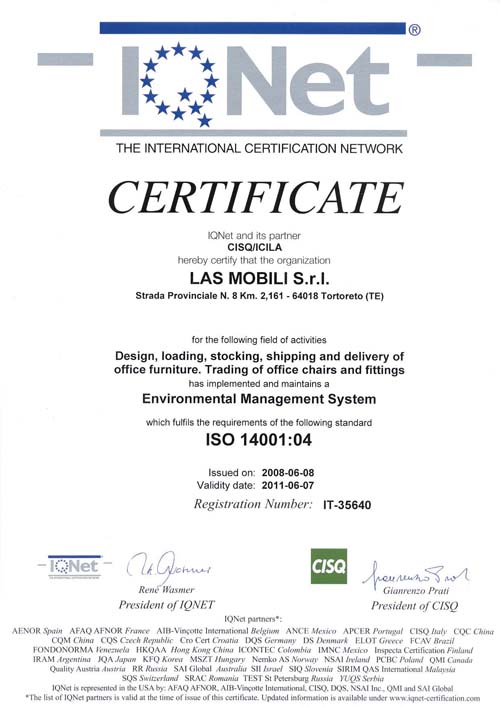 IQNet®
THE INTERNATIONAL CERTIFICATION NETWORK
CERTIFICATE
IQNet and its partner
CISQ/ICILA
hereby certify that the organization
LAS MOBILI S.r.l.
Strada Provinciale N. 8 Km. 2,161 - 64018 Tortoreto (TE)
for the following field of activities
Design, loading, stocking, shipping and delivery of
office furniture. Trading of office chairs and fittings
has implemented and maintains a
Environmental Management System
which fulfils the requirements of the following standard
ISO 14001:04
Issued on: 2008-06-08
Validity date: 2011-06-07
Registration Number: IT-35640
IQNet
THE INTERNATIONAL CERTIFICATION NETWORK
René Wasmer
President of IQNET
CISQ
Gianrenzo Prati
President of CISQ
IQNet partners*:
AENOR Spain AFAQ AFNOR France AIB-Vinçotte International Belgium ANCE Mexico APCER Portugal CISQ Italy CQC China
CQM China CQS Czech Republic Cro Cert Croatia DQS Germany DS Denmark ELOT Greece FCAV Brazil
FONDONORMA Venezuela HKQAA Hong Kong China ICONTEC Colombia IMNC Mexico Inspecta Certification Finland
IRAM Argentina JQA Japan KFQ Korea MSZT Hungary Nemko AS Norway NSAI Ireland PCBC Poland QMI Canada
Quality Austria Austria RR Russia SAI Global Australia SII Israel SIQ Slovenia SIRIM QAS International Malaysia
SQS Switzerland SRAC Romania TEST St Petersburg Russia YUQS Serbia
IQNet is represented in the USA by: AFAQ AFNOR, AIB-Vinçotte International, CISQ, DQS, NSAI Inc., QMI and SAI Global
*The list of IQNet partners is valid at the time of issue of this certificate. Updated information is available under www.iqnet-certification.com